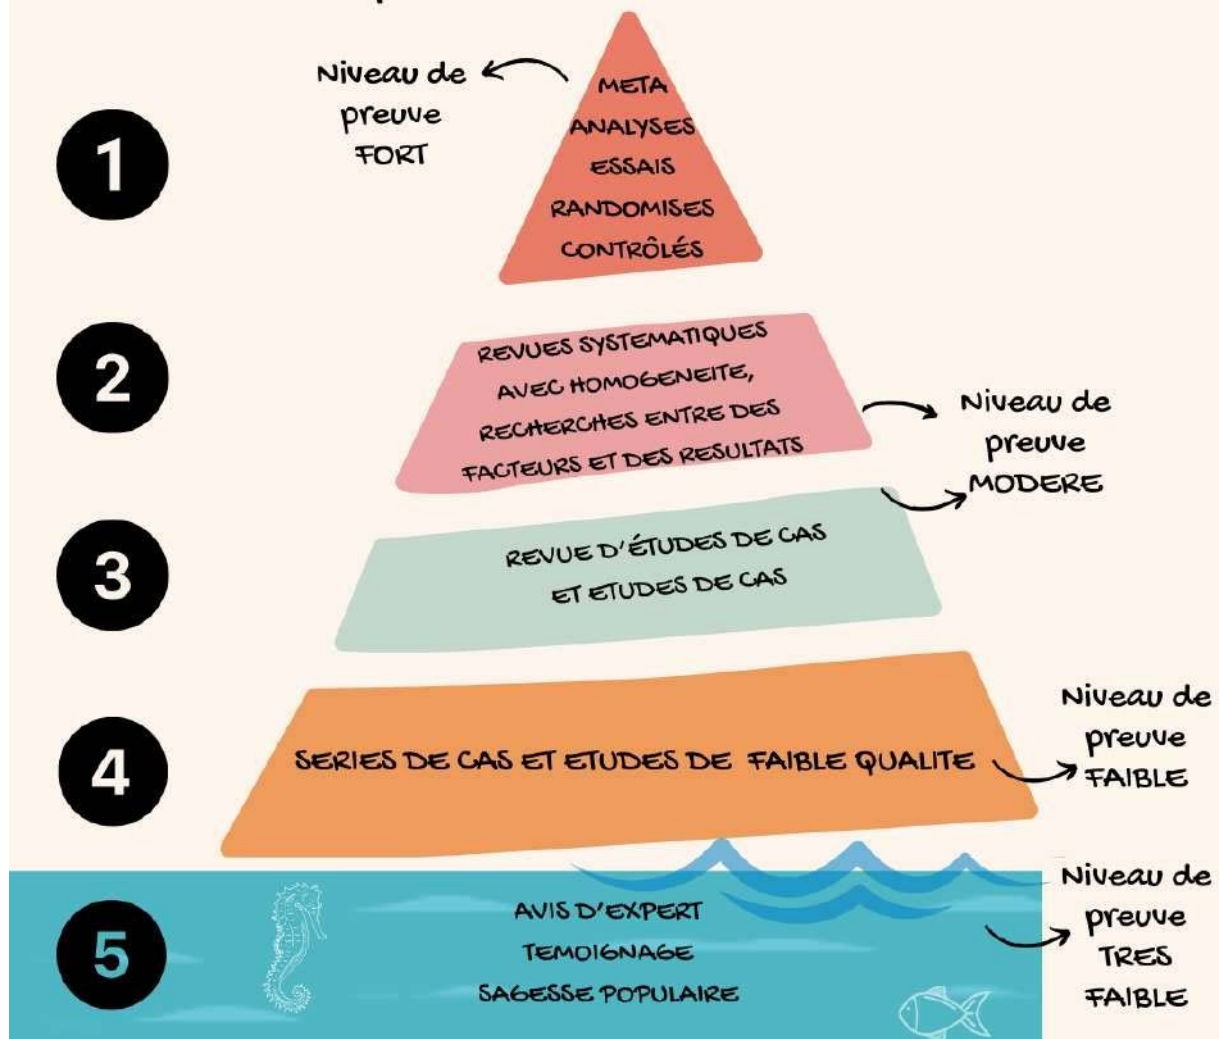 1
Niveau de
preuve
FORT
META
ANALYSES
ESSAIS
RANDOMISES
CONTRÔLÉS
2
REVUES SYSTEMATIQUES
AVEC HOMOGENEITE,
RECHERCHES ENTRE DES
FACTEURS ET DES RESULTATS
Niveau de
preuve
MODERE
3
REVUE D'ÉTUDES DE CAS
ET ETUDES DE CAS
4
SERIES DE CAS ET ETUDES DE FAIBLE QUALITE
Niveau de
preuve
FAIBLE
5
AVIS D'EXPERT
TEMOIGNAGE
SAGESSE POPULAIRE
Niveau de
preuve
TRES
FAIBLE